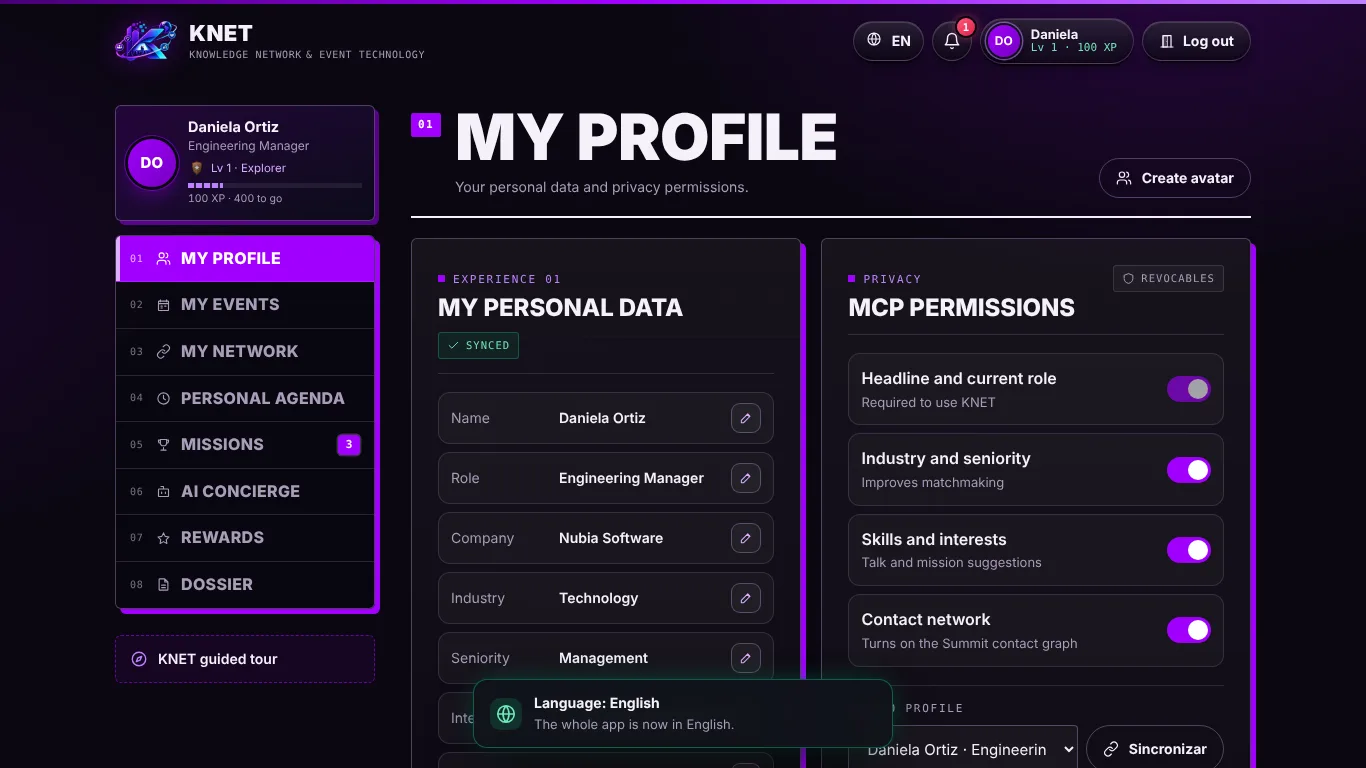 KNET
KNOWLEDGE NETWORK & EVENT TECHNOLOGY
EN
1
DO
Daniela
Lv 1 · 100 XP
Log out
DO
Daniela Ortiz
Engineering Manager
Lv 1 · Explorer
100 XP · 400 to go
01 MY PROFILE
02 MY EVENTS
03 MY NETWORK
04 PERSONAL AGENDA
05 MISSIONS 3
06 AI CONCIERGE
07 REWARDS
08 DOSSIER
KNET guided tour
01 MY PROFILE
Your personal data and privacy permissions.
Create avatar
EXPERIENCE 01
MY PERSONAL DATA
SYNCED
Name Daniela Ortiz
Role Engineering Manager
Company Nubia Software
Industry Technology
Seniority Management
PRIVACY
REVOCABLES
MCP PERMISSIONS
Headline and current role
Required to use KNET
Industry and seniority
Improves matchmaking
Skills and interests
Talk and mission suggestions
Contact network
Turns on the Summit contact graph
PROFILE
Daniela Ortiz · Engineerin
Sincronizar
Language: English
The whole app is now in English.